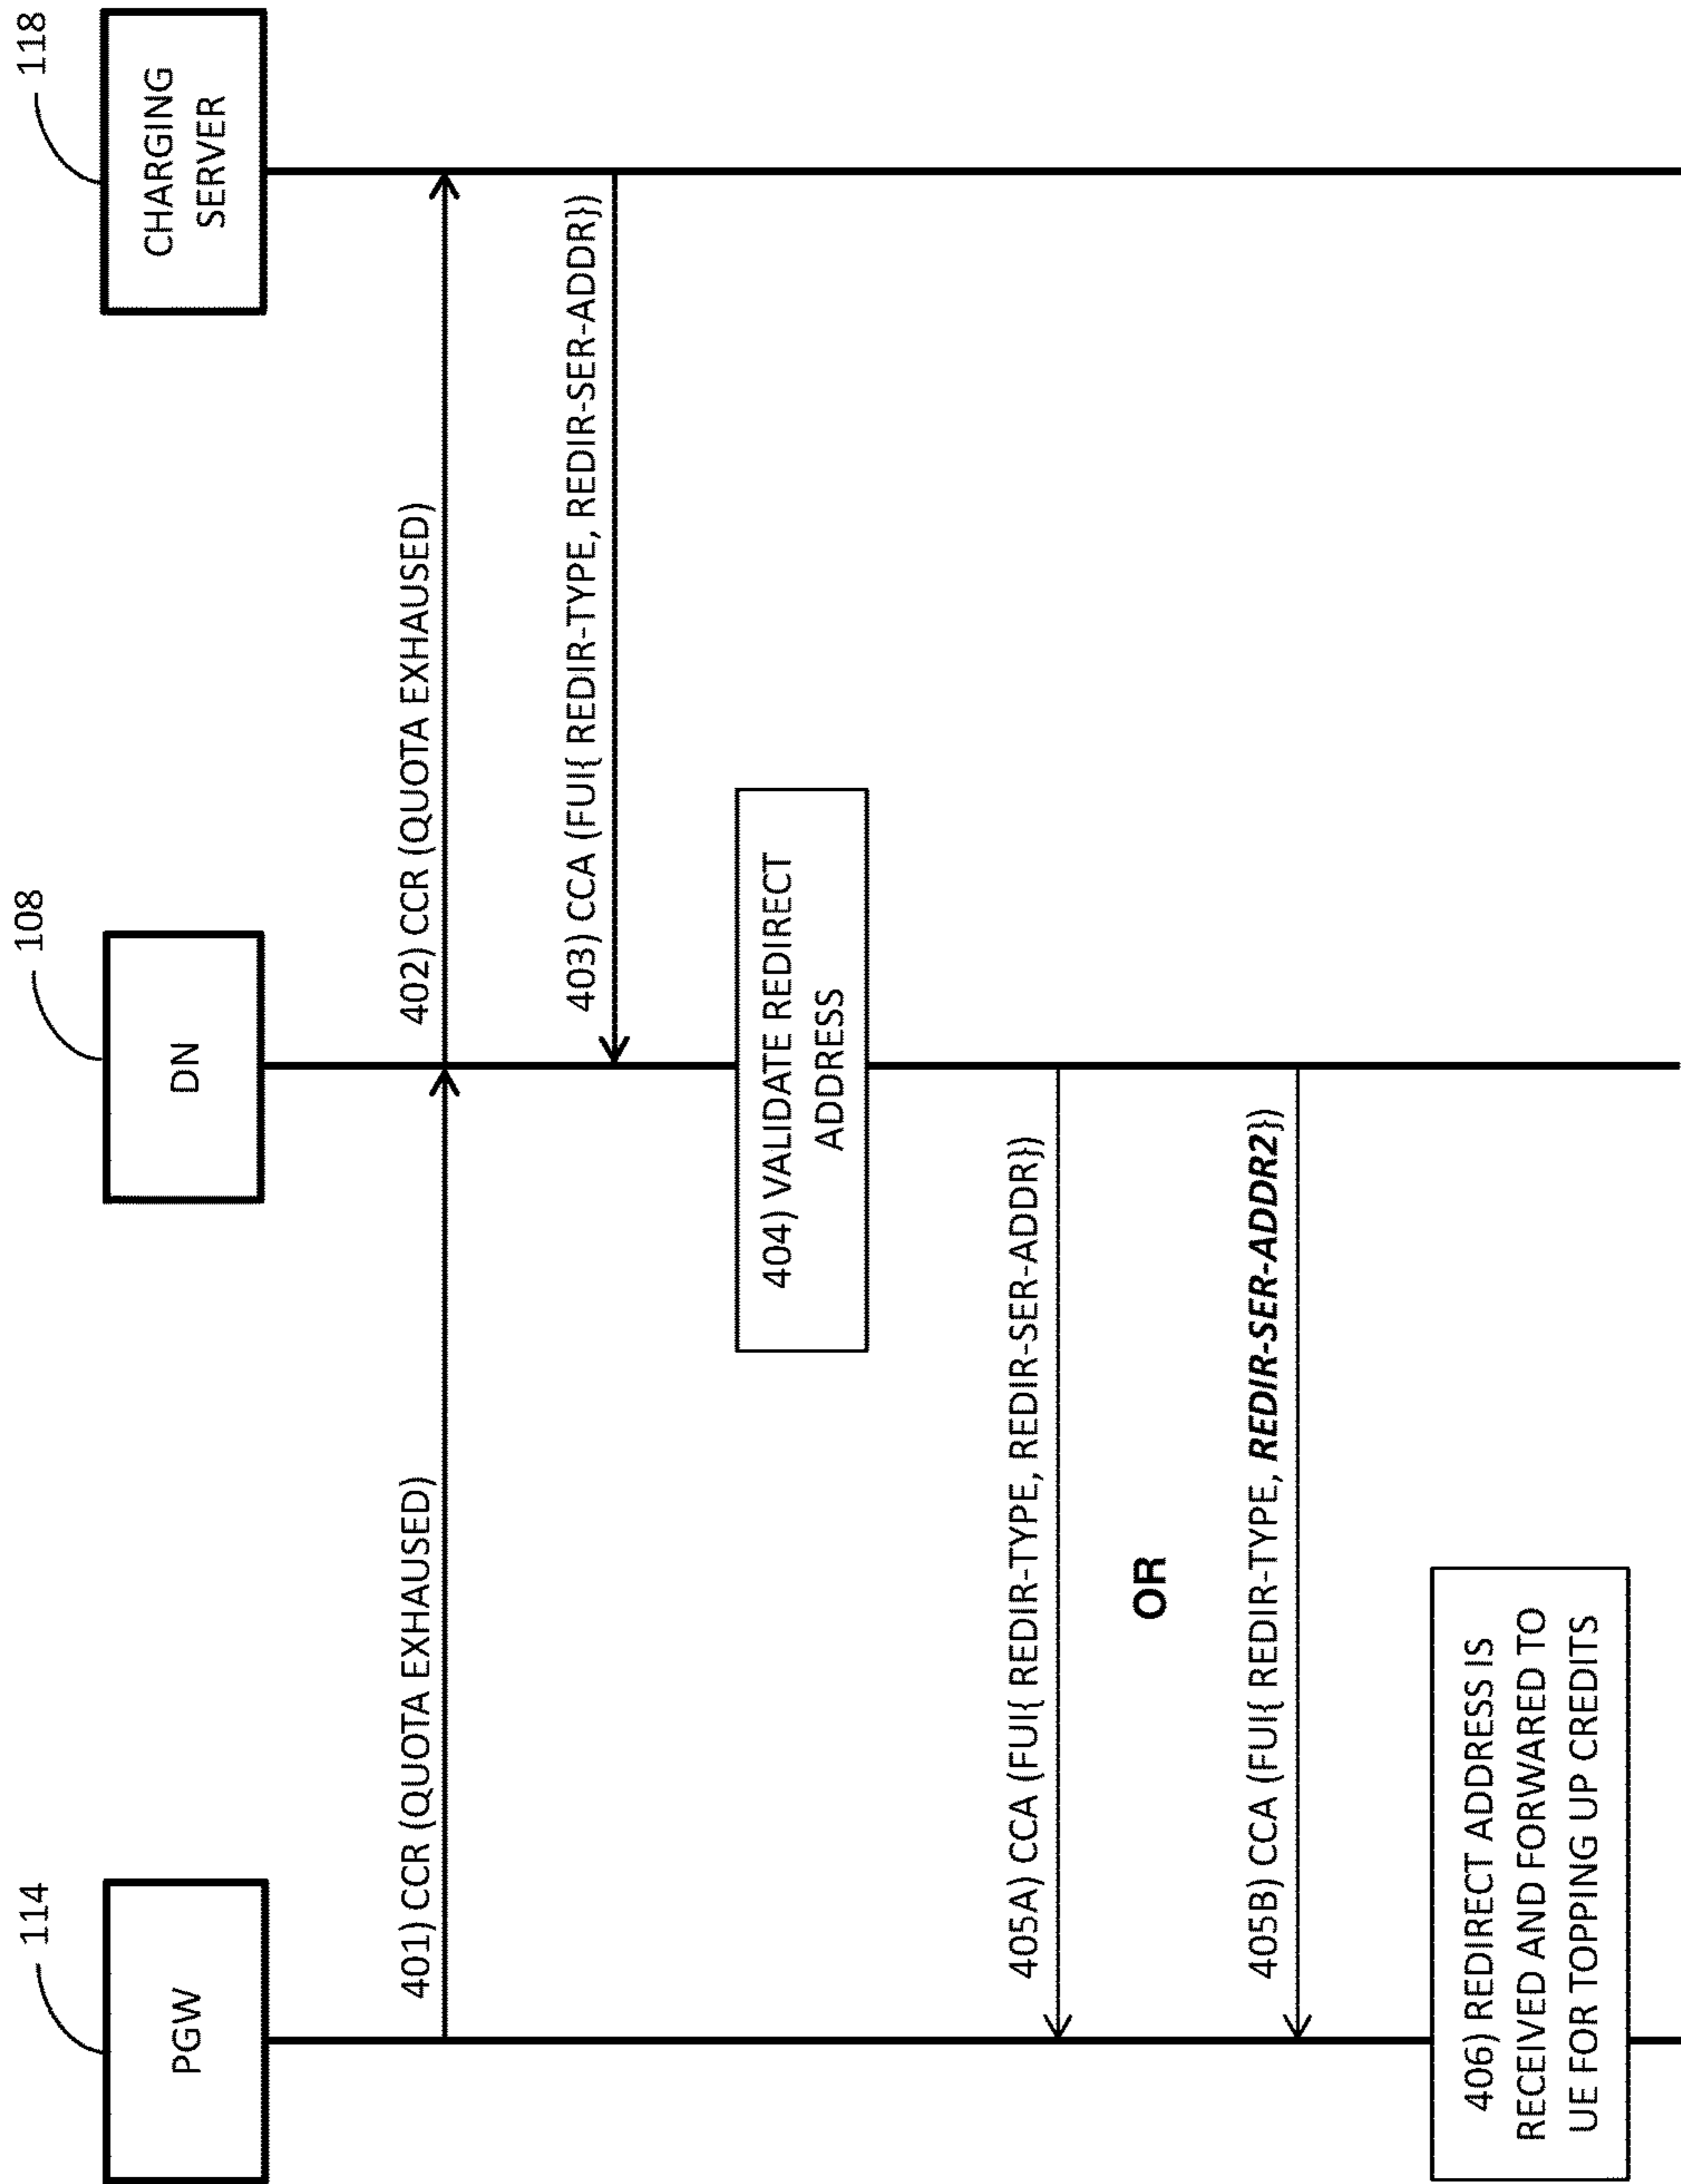 114
PGW
108
DN
118
CHARGING
SERVER
401) CCR (QUOTA EXHAUSED)
402) CCR (QUOTA EXHAUSED)
403) CCA (FUI{ REDIR-TYPE, REDIR-SER-ADDR})
404) VALIDATE REDIRECT
ADDRESS
405A) CCA (FUI{ REDIR-TYPE, REDIR-SER-ADDR})
OR
405B) CCA (FUI{ REDIR-TYPE, REDIR-SER-ADDR2})
406) REDIRECT ADDRESS IS
RECEIVED AND FORWARED TO
UE FOR TOPPING UP CREDITS